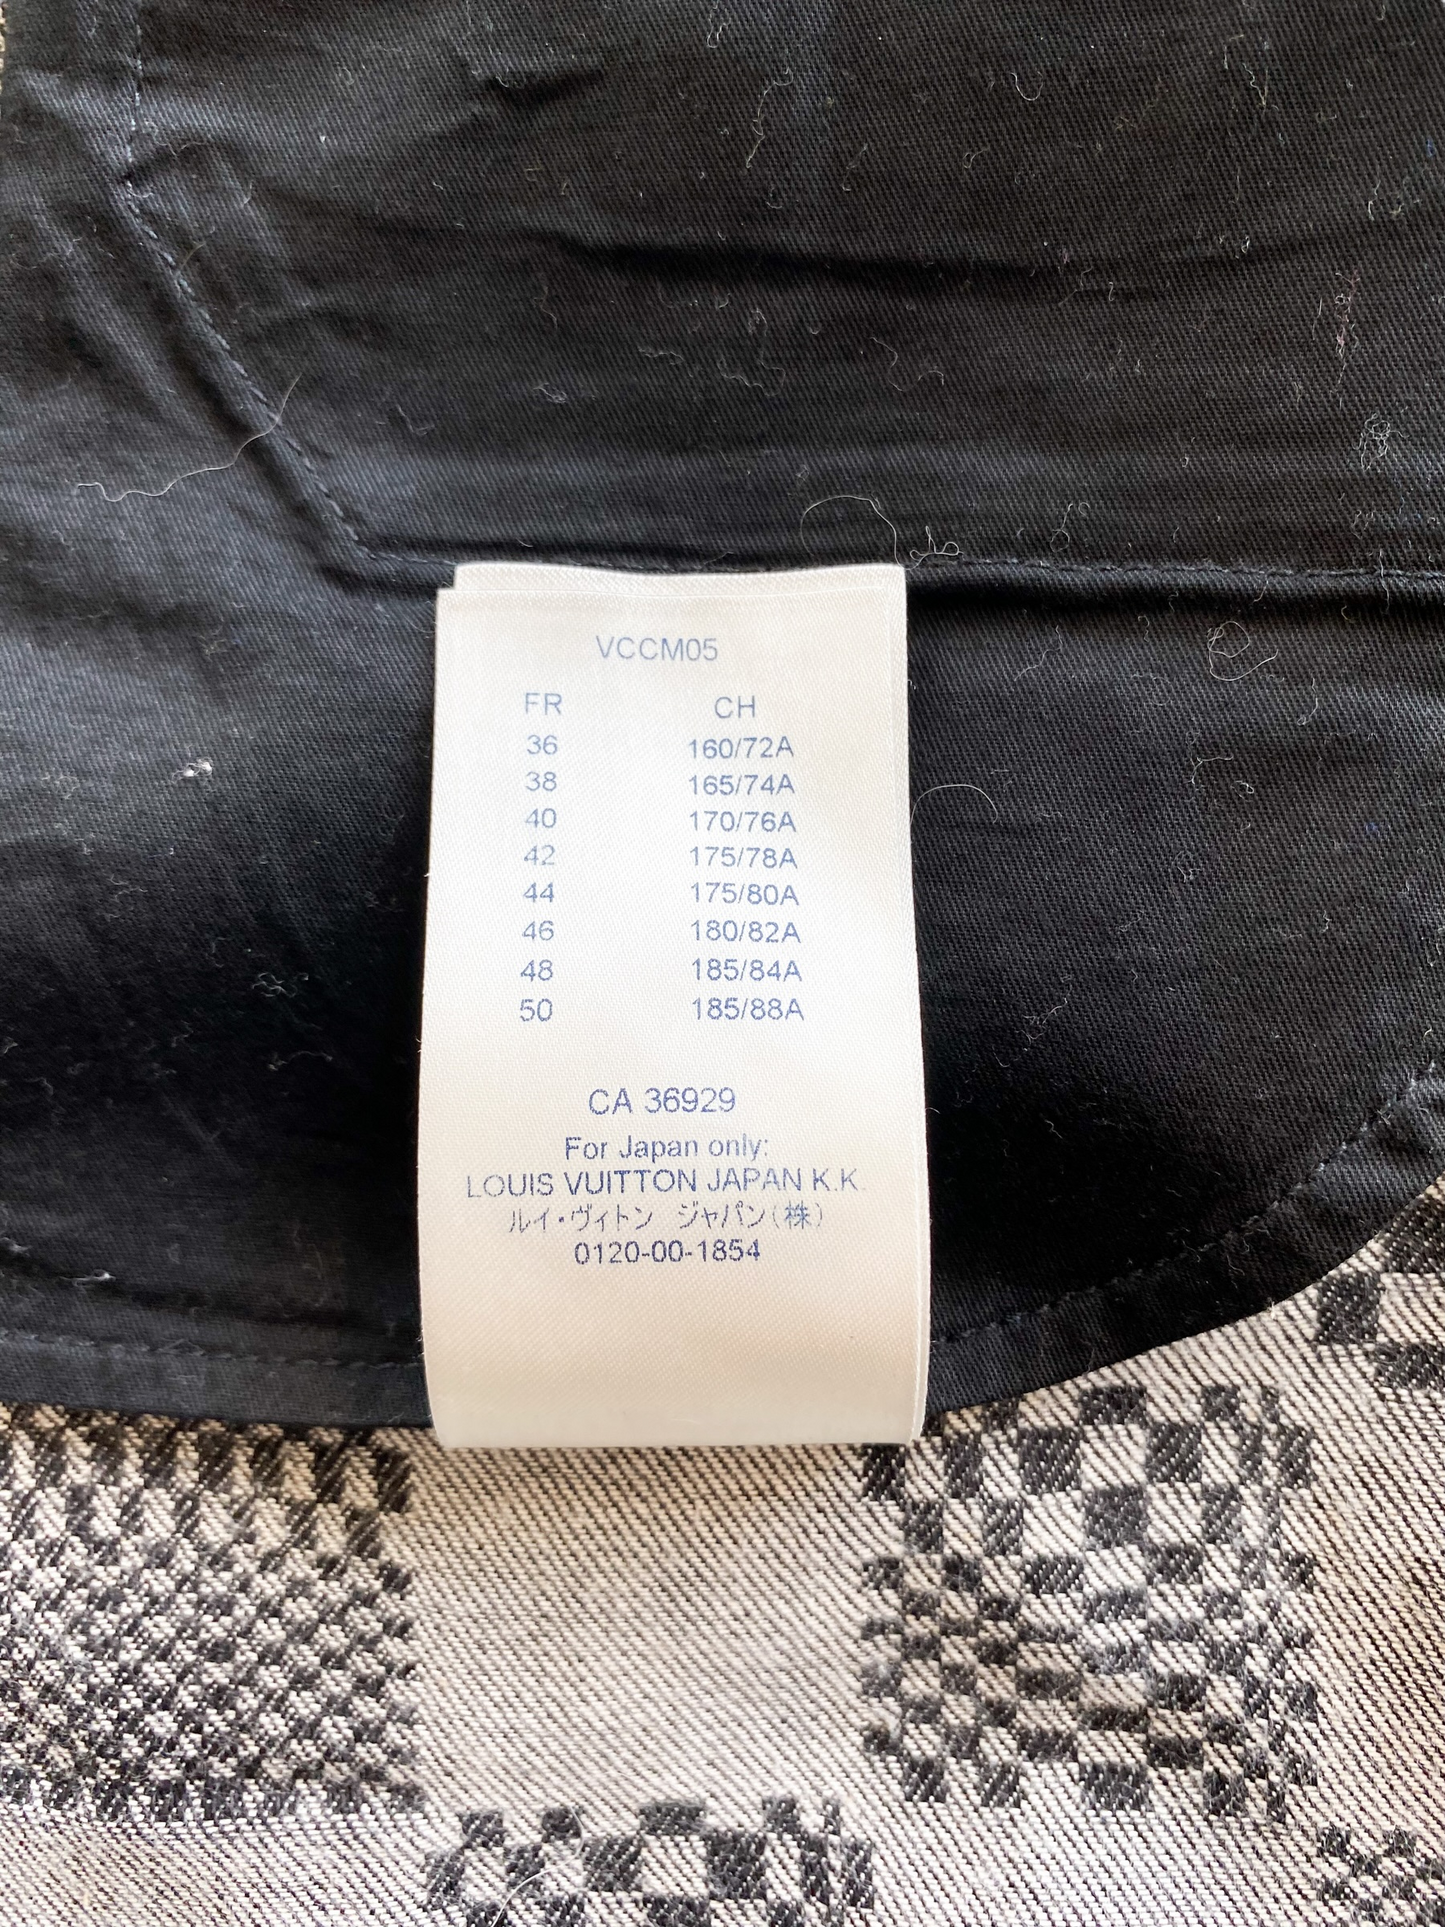 VCCM05
FR CH
36 160/72A
38 165/74A
40 170/76A
42 175/78A
44 175/80A
46 180/82A
48 185/84A
50 185/88A
CA 36929
For Japan only:
LOUIS VUITTON JAPAN K.K.
ルイ・ヴィトン ジャパン(株)
0120-00-1854